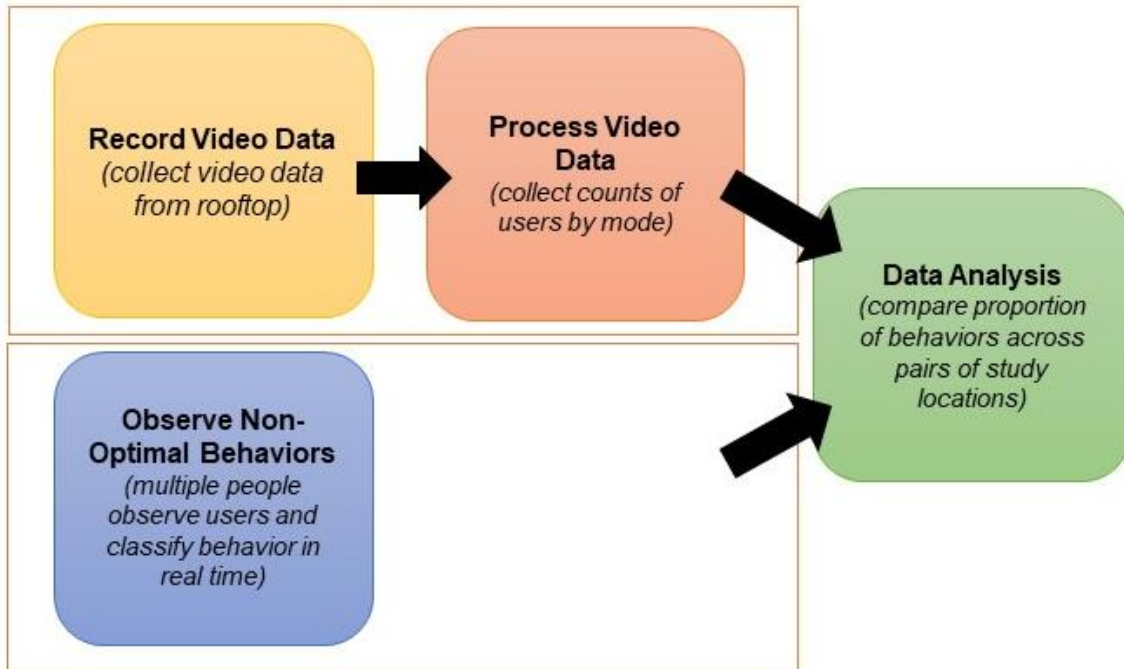 Record Video Data
(collect video data
from rooftop)
Process Video
Data
(collect counts of
users by mode)
Data Analysis
(compare proportion
of behaviors across
pairs of study
locations)
Observe Non-
Optimal Behaviors
(multiple people
observe users and
classify behavior in
real time)